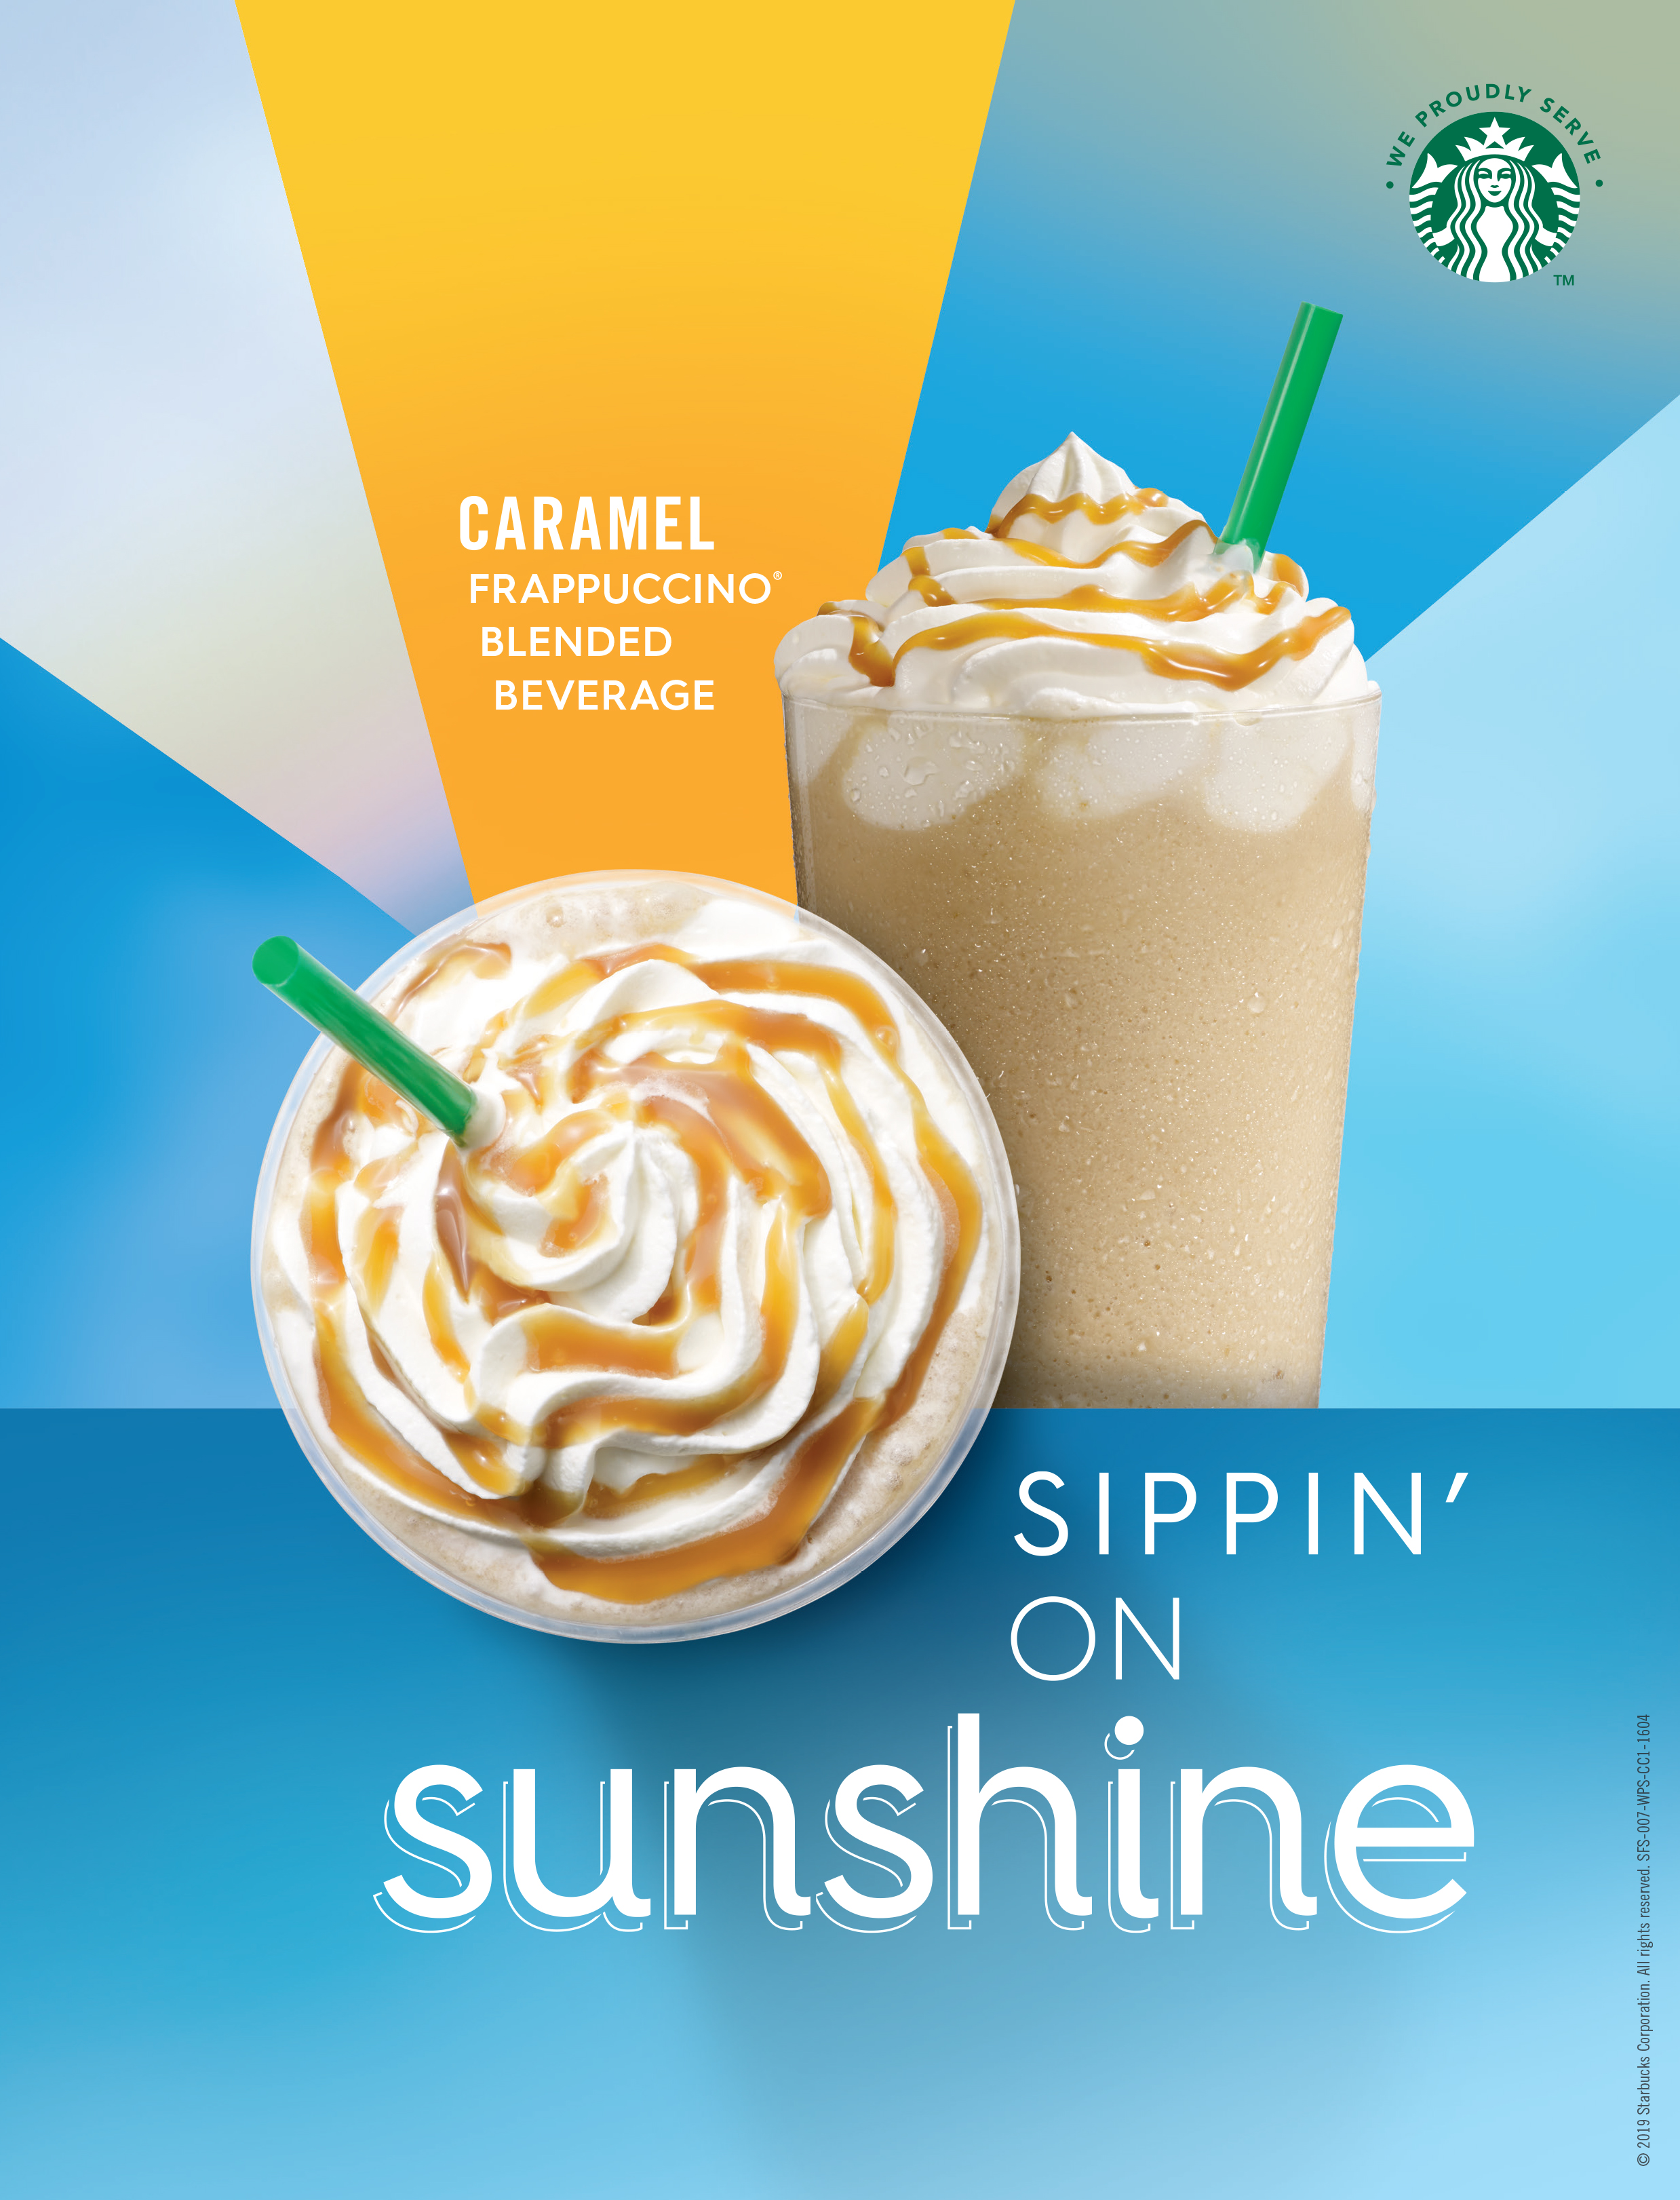 WE PROUDLY SERVE
TM
CARAMEL
FRAPPUCCINO®
BLENDED
BEVERAGE
SIPPIN’
ON
sunshine
© 2019 Starbucks Corporation. All rights reserved. SFS-007-WPS-CC1-1604